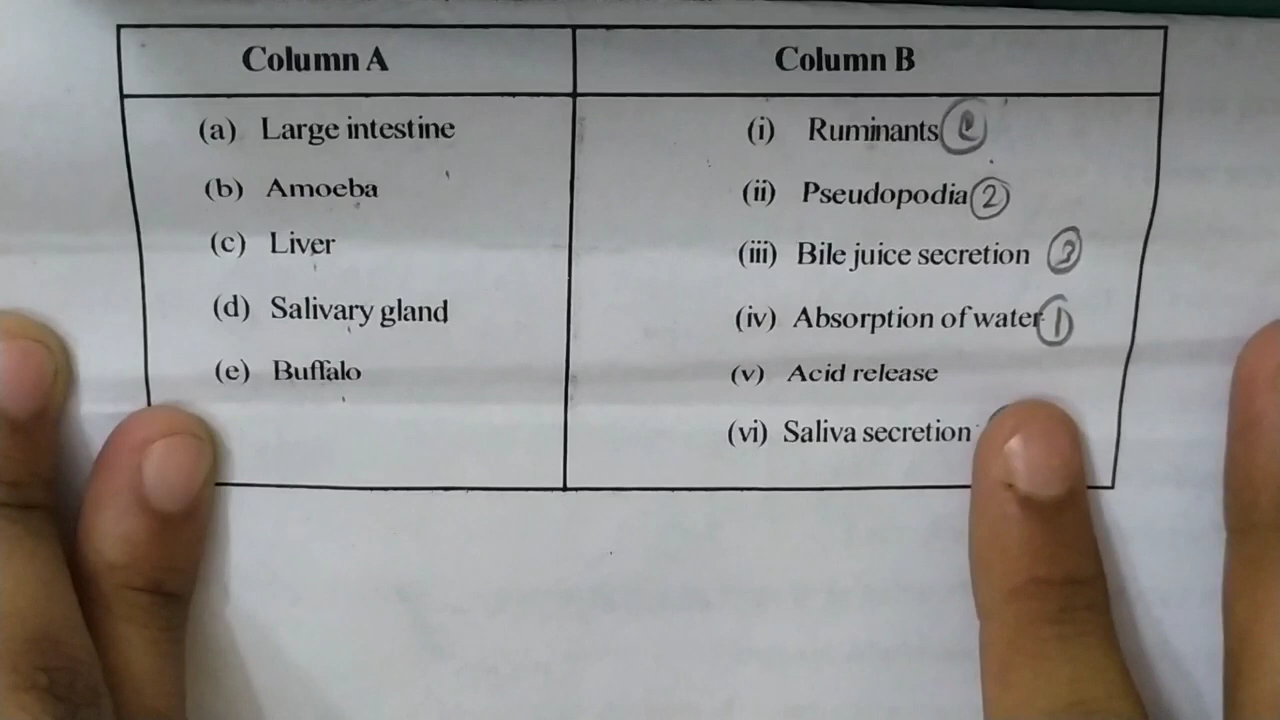 Column A
Column B
(a) Large intestine
(i) Ruminants e
(b) Amoeba
(ii) Pseudopodia 2
(c) Liver
(iii) Bile juice secretion 3
(d) Salivary gland
(iv) Absorption of water 1
(e) Buffalo
(v) Acid release
(vi) Saliva secretion